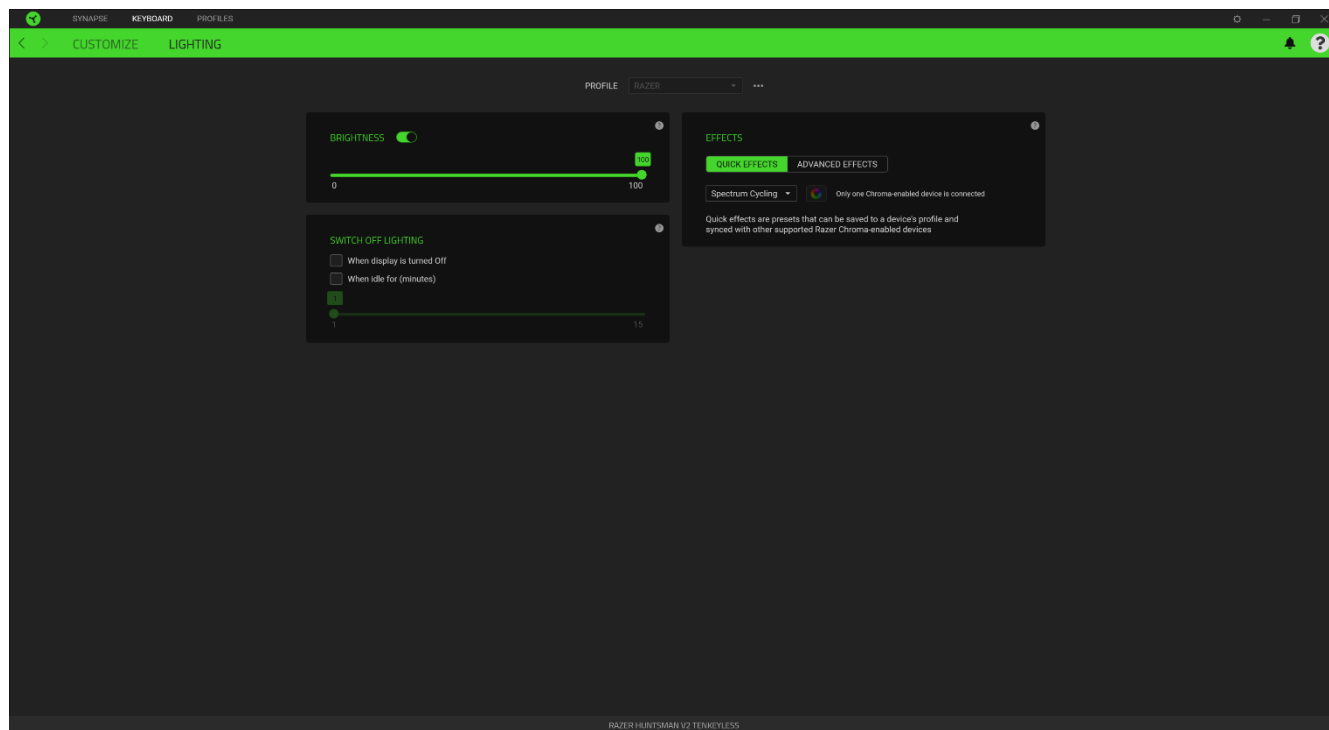 SYNAPSE KEYBOARD PROFILES
CUSTOMIZE LIGHTING
PROFILE RAZER
BRIGHTNESS
100
0 100
SWITCH OFF LIGHTING
When display is turned Off
When idle for (minutes)
1
1 15
EFFECTS
QUICK EFFECTS ADVANCED EFFECTS
Spectrum Cycling Only one Chroma-enabled device is connected
Quick effects are presets that can be saved to a device's profile and
synced with other supported Razer Chroma-enabled devices
RAZER HUNTSMAN V2 TENKEYLESS